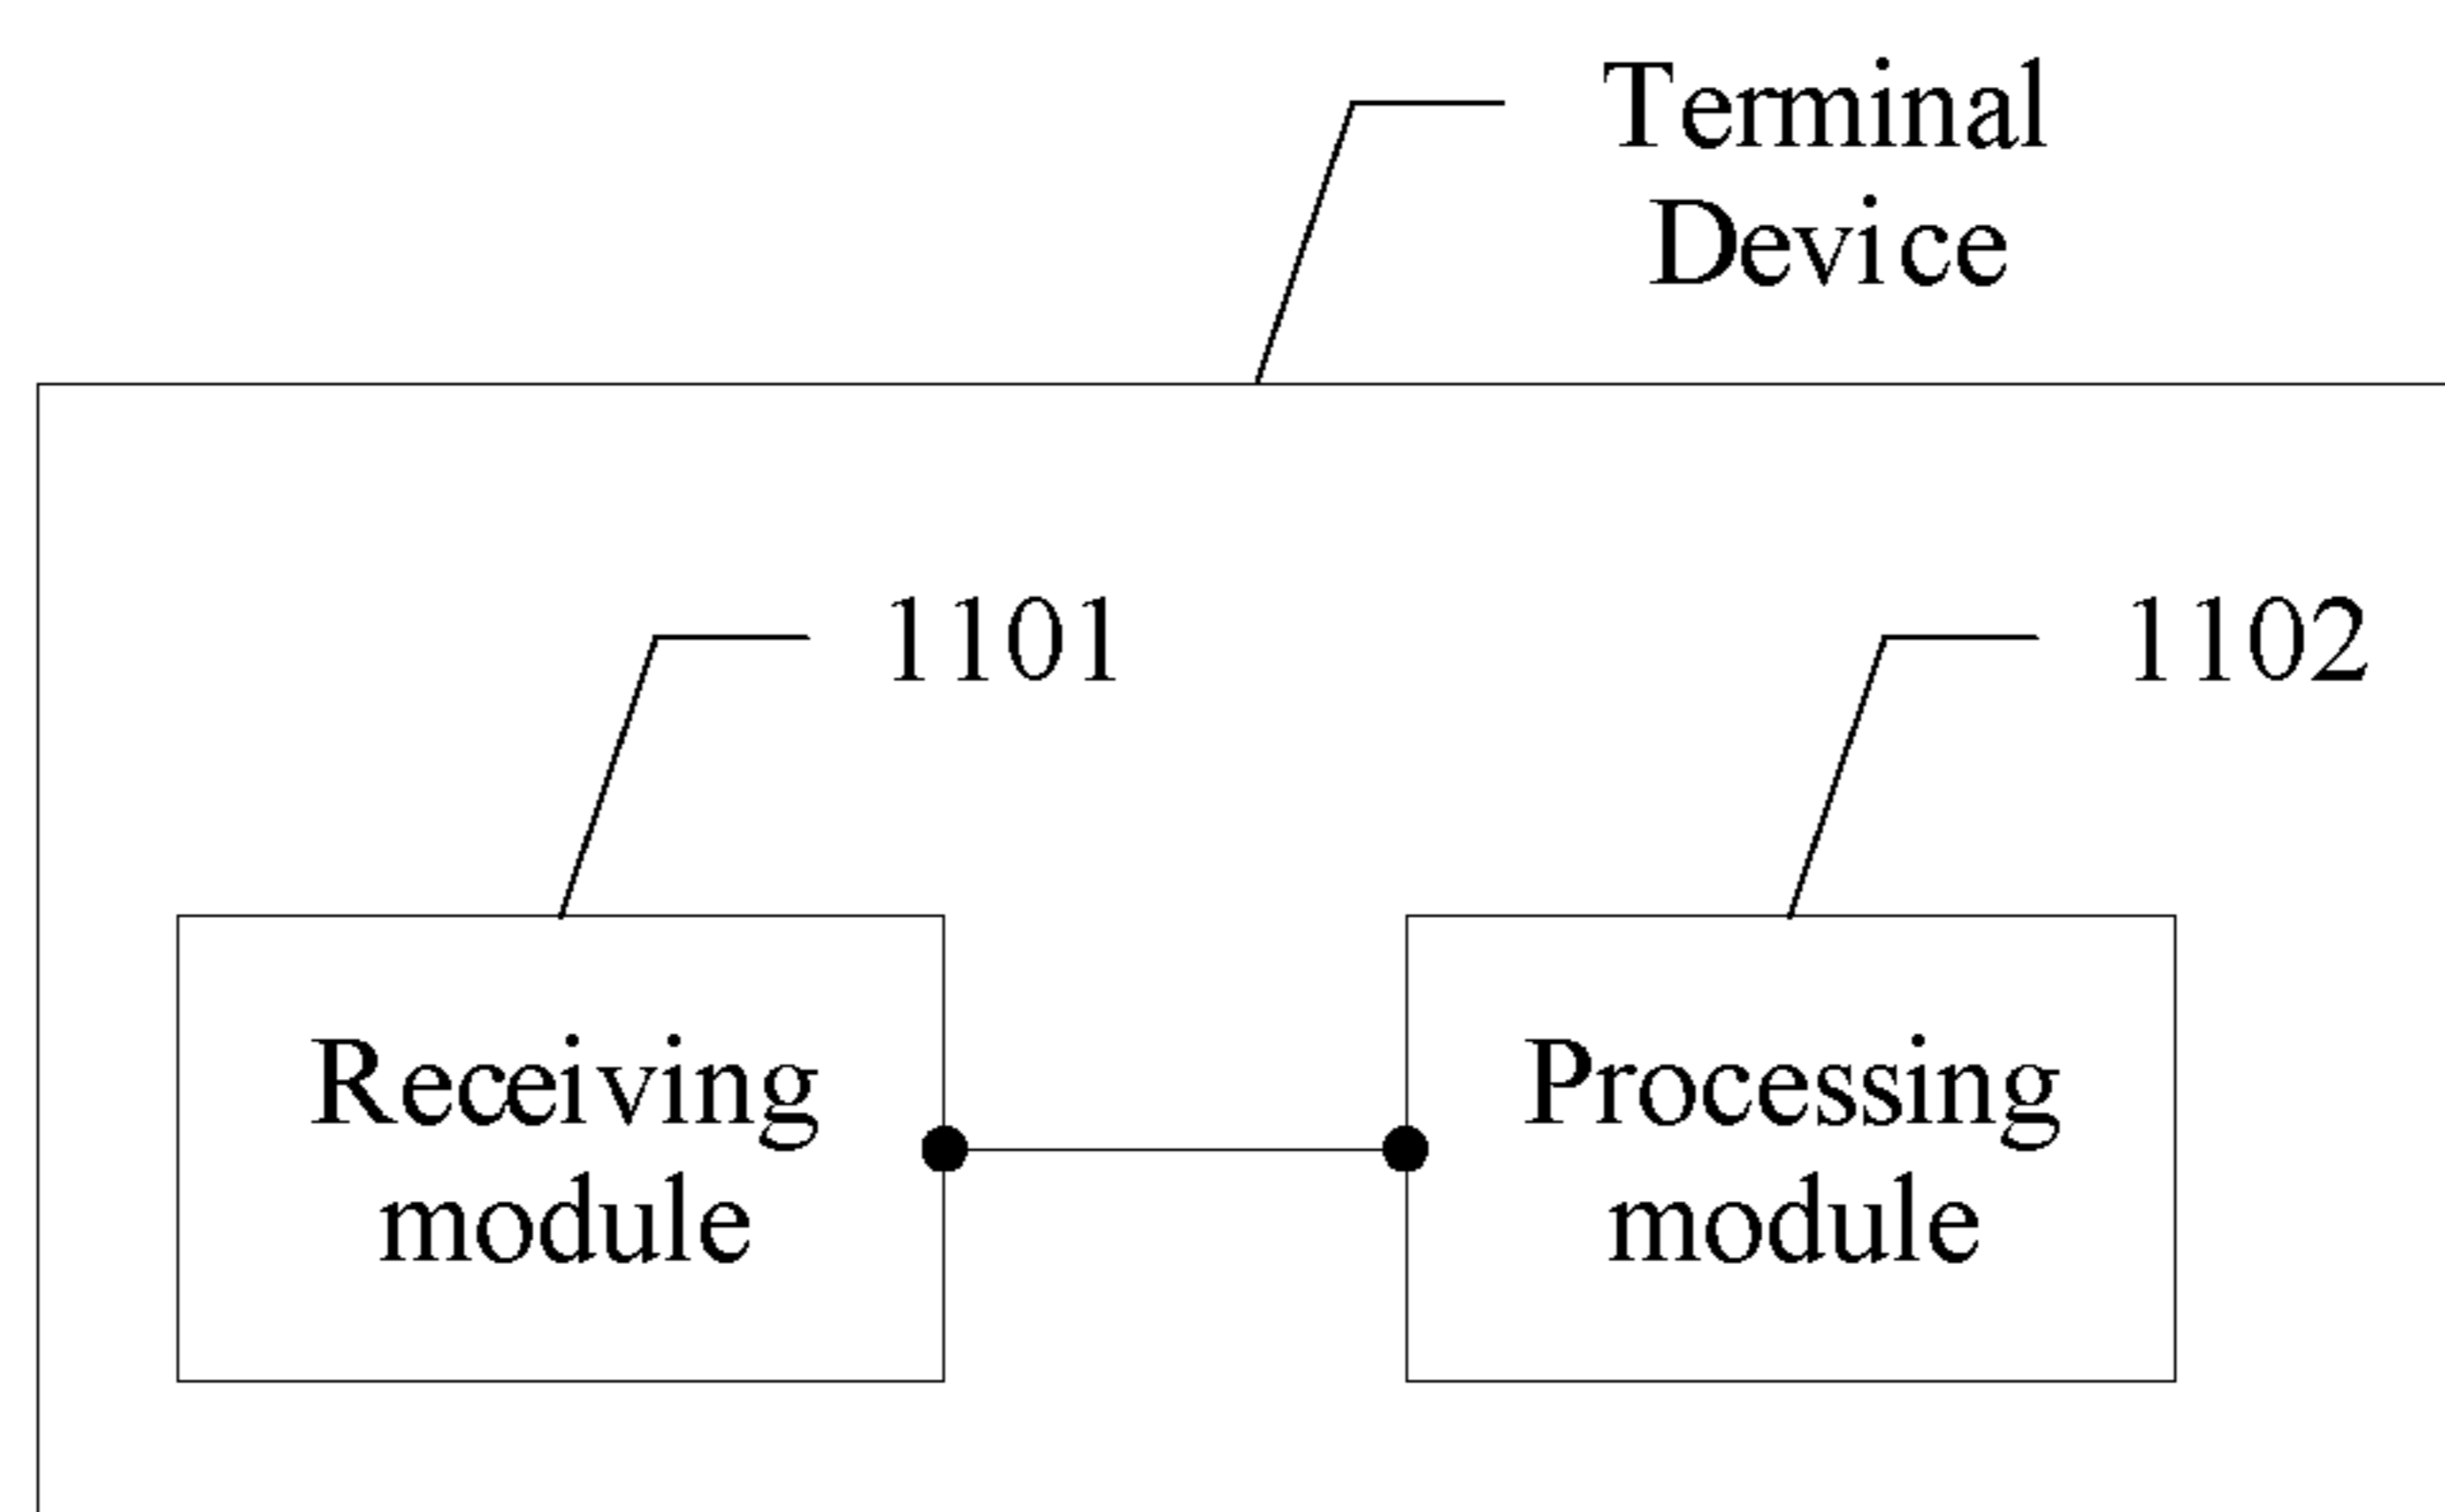 Terminal
Device
1101
1102
Receiving
module
Processing
module